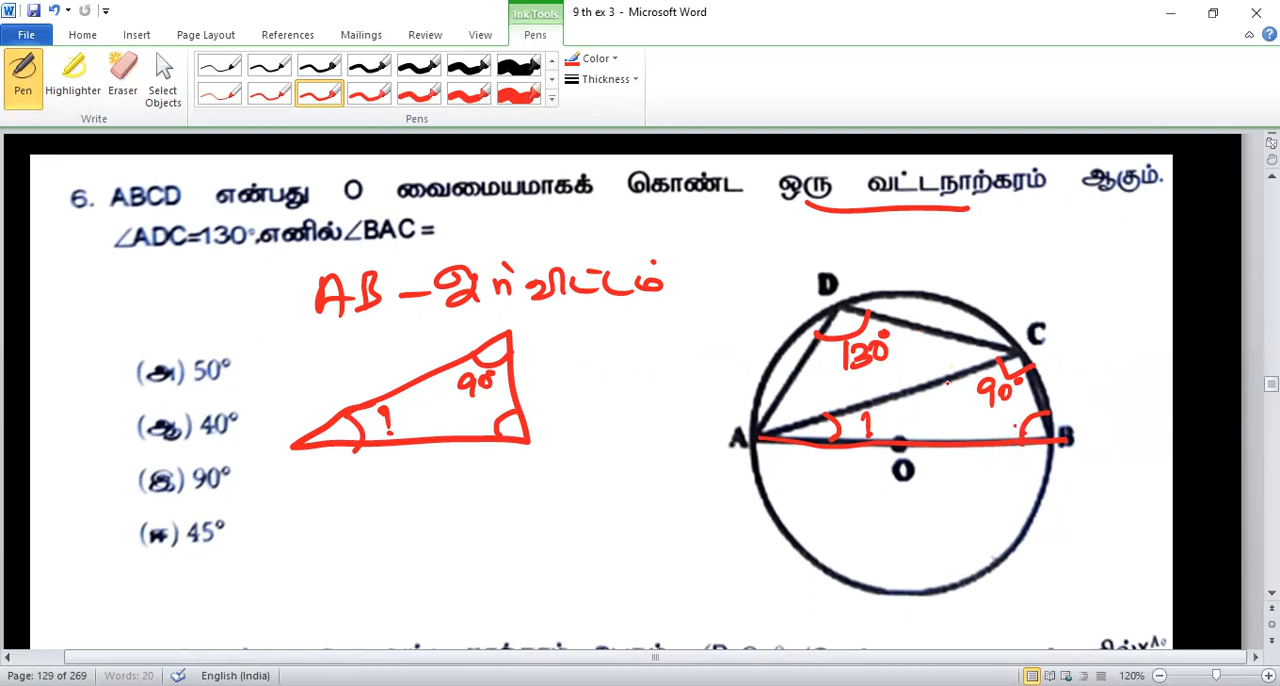 9 th ex 3 - Microsoft Word
Ink Tools
File Home Insert Page Layout References Mailings Review View Pens
Pen Highlighter Eraser Select Objects
Color
Thickness
Write
Pens
6. ABCD என்பது O வைமையமாகக் கொண்ட ஒரு வட்டநாற்கரம் ஆகும்.
∠ADC=130°.எனில்∠BAC =
AB - விட்டம்
(அ) 50°
(ஆ) 40°
(இ) 90°
(ஈ) 45°
90°
?
D
C
130°
90°
A
?
B
O
Page: 129 of 269 Words: 20 English (India) 120%